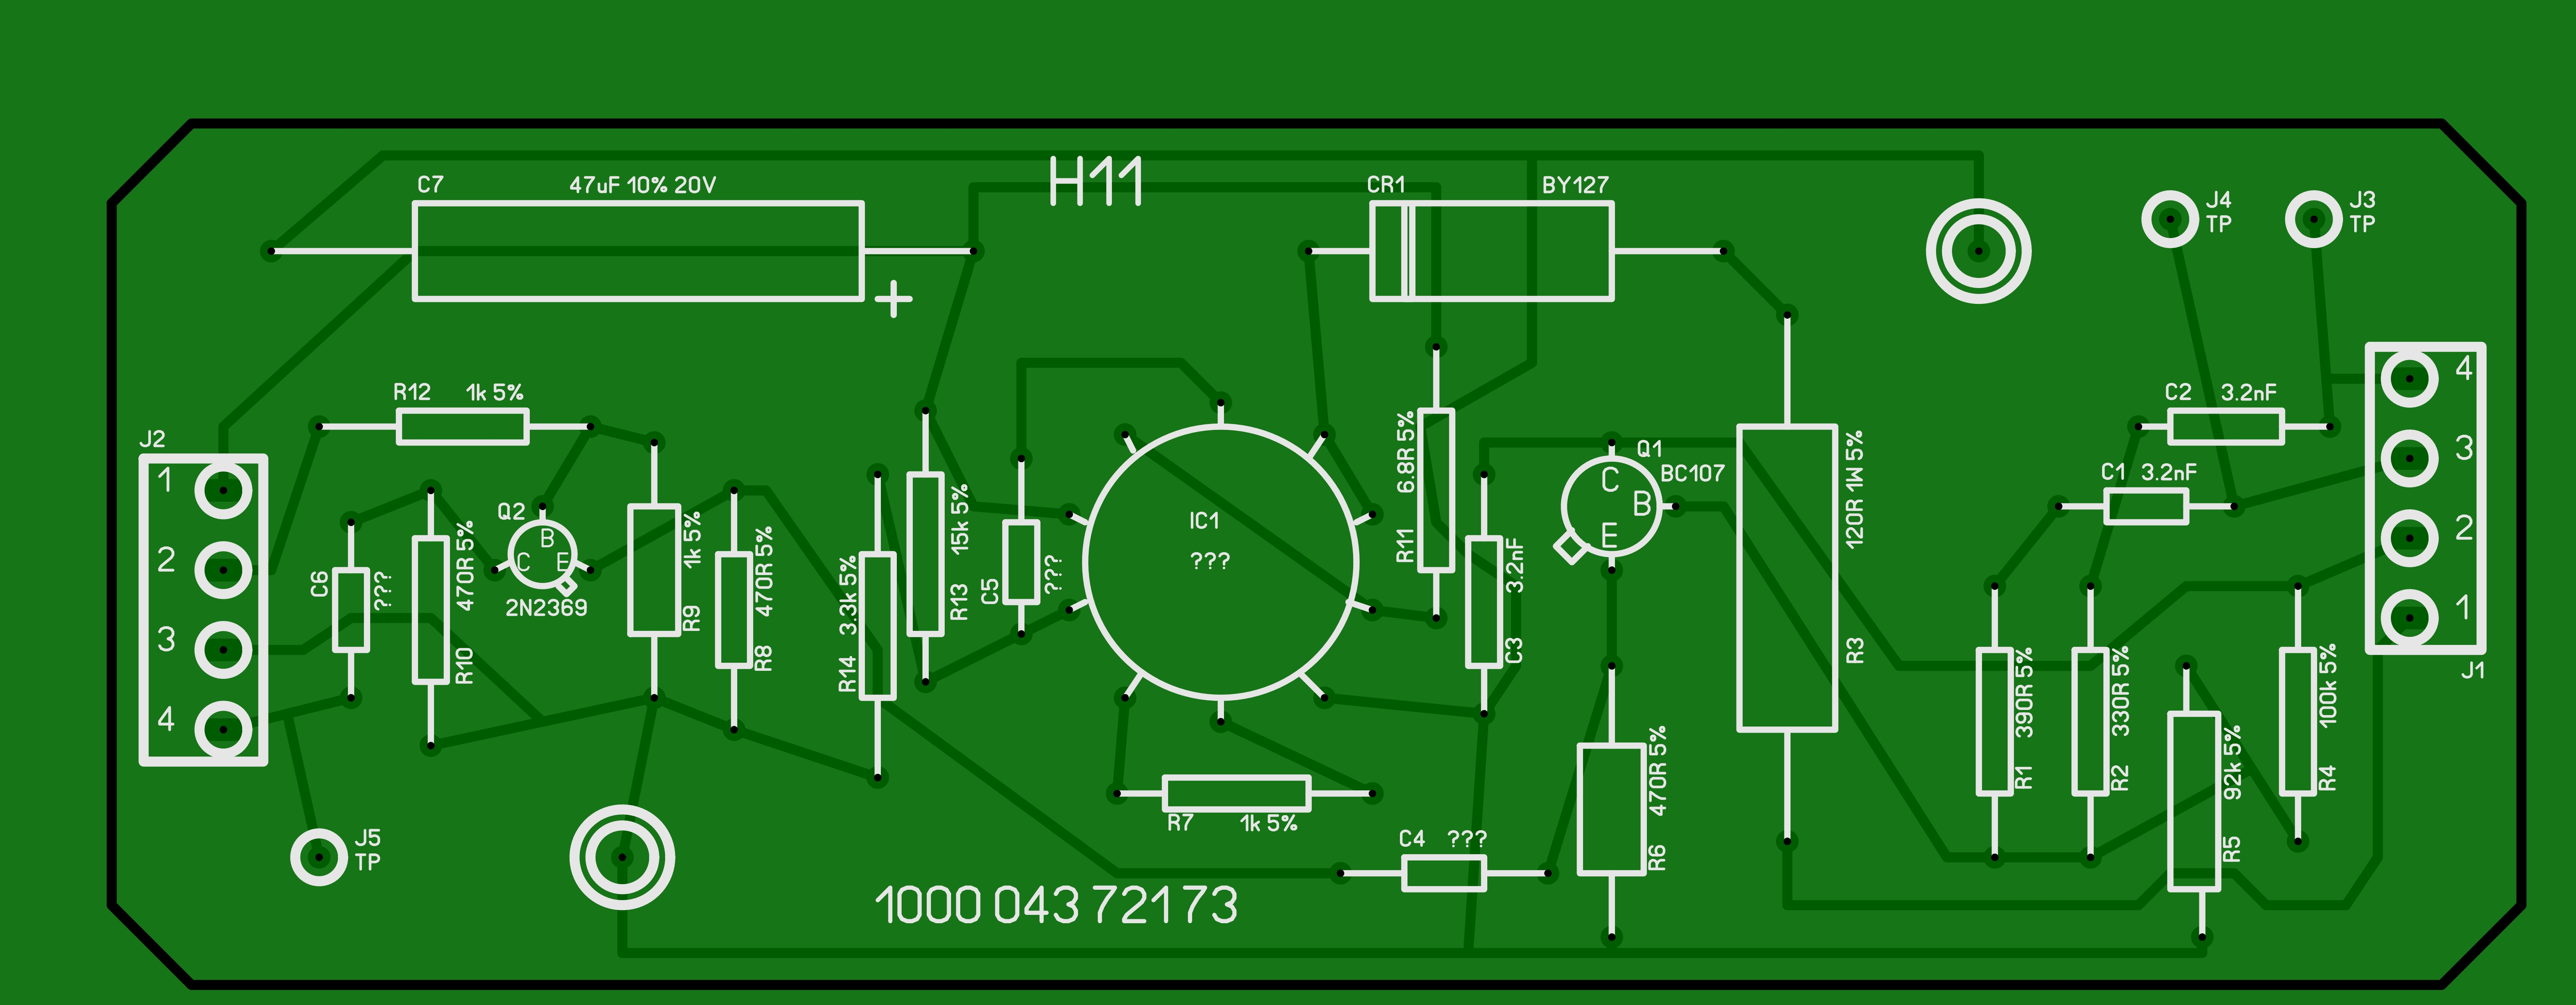 H11
C7 47uF 10% 20V
CR1 BY127
J4
TP
J3
TP
R12 1k 5%
J2
1
2
3
4
Q2
B
C E
2N2369
C6 ???
R10 470R 5%
R9 1k 5%
R8 470R 5%
R14 3.3k 5%
R13 15k 5%
C5 ???
IC1
???
R11 6.8R 5%
C3 3.2nF
Q1
BC107
C
B
E
R3 120R 1W 5%
C2 3.2nF
C1 3.2nF
4
3
2
1
J1
R1 390R 5%
R2 330R 5%
R5 92k 5%
R4 100k 5%
R6 470R 5%
R7 1k 5%
C4 ???
J5
TP
1000 043 72173
+